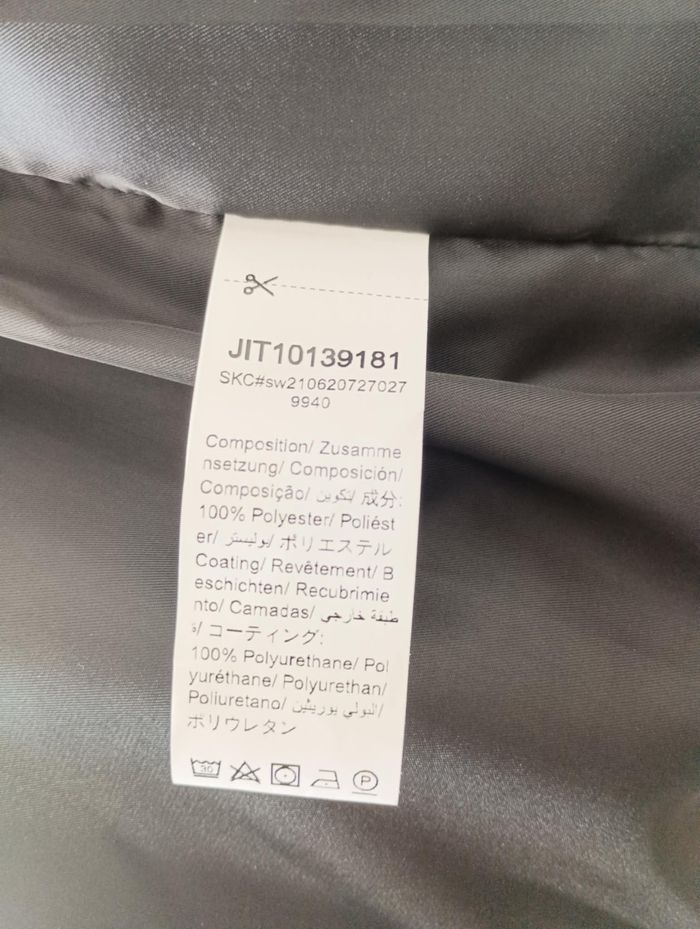 JIT10139181
SKC#sw210620727027
9940
Composition/ Zusamme
nsetzung/ Composición/
Composição/ تكوين/ 成分:
100% Polyester/ Poliést
er/ بوليستر/ ポリエステル
Coating/ Revêtement/ B
eschichten/ Recubrimie
nto/ Camadas/ طبقة خارجي
ة/ コーティング:
100% Polyurethane/ Pol
yuréthane/ Polyurethan/
Poliuretano/ البولي يوريثين/
ポリウレタン
30
P